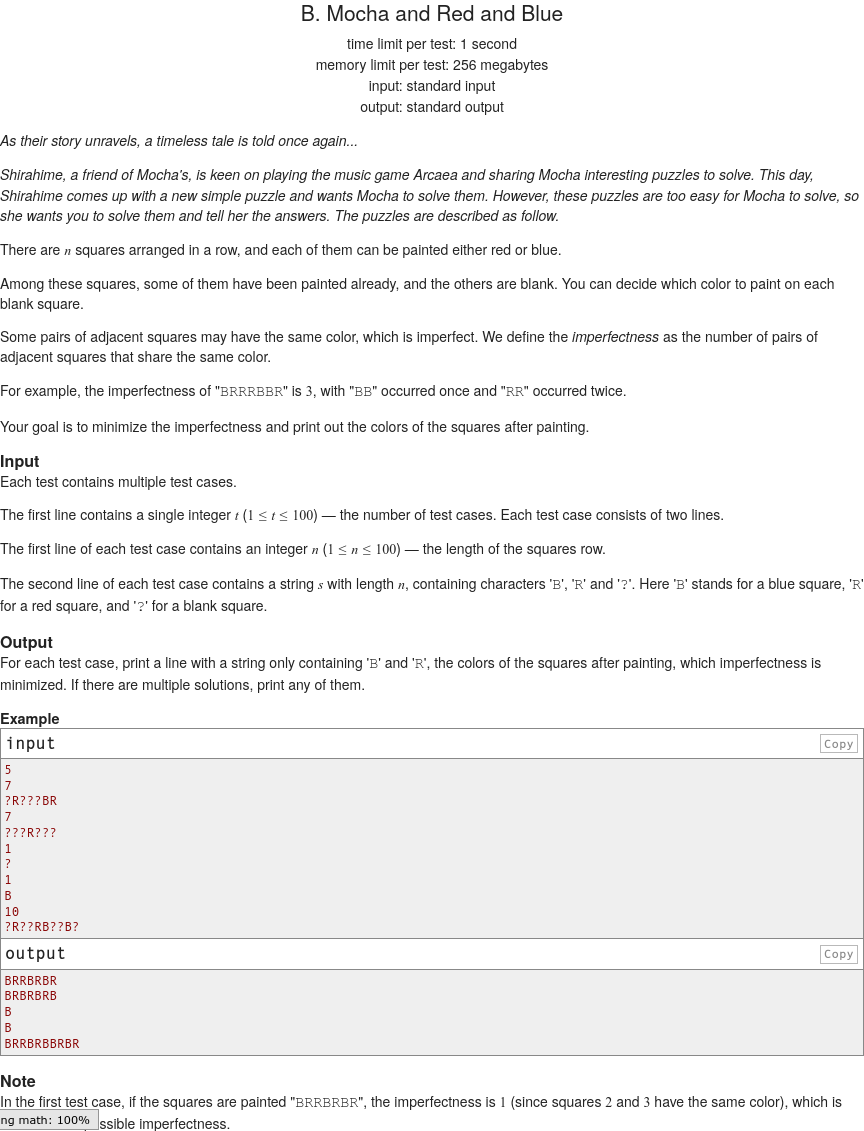 B. Mocha and Red and Blue
time limit per test: 1 second
memory limit per test: 256 megabytes
input: standard input
output: standard output
As their story unravels, a timeless tale is told once again...
Shirahime, a friend of Mocha's, is keen on playing the music game Arcaea and sharing Mocha interesting puzzles to solve. This day,
Shirahime comes up with a new simple puzzle and wants Mocha to solve them. However, these puzzles are too easy for Mocha to solve, so
she wants you to solve them and tell her the answers. The puzzles are described as follow.
There are n squares arranged in a row, and each of them can be painted either red or blue.
Among these squares, some of them have been painted already, and the others are blank. You can decide which color to paint on each
blank square.
Some pairs of adjacent squares may have the same color, which is imperfect. We define the imperfectness as the number of pairs of
adjacent squares that share the same color.
For example, the imperfectness of "BRRRBBR" is 3, with "BB" occurred once and "RR" occurred twice.
Your goal is to minimize the imperfectness and print out the colors of the squares after painting.
Input
Each test contains multiple test cases.
The first line contains a single integer t (1 ≤ t ≤ 100) — the number of test cases. Each test case consists of two lines.
The first line of each test case contains an integer n (1 ≤ n ≤ 100) — the length of the squares row.
The second line of each test case contains a string s with length n, containing characters 'B', 'R' and '?'. Here 'B' stands for a blue square, 'R'
for a red square, and '?' for a blank square.
Output
For each test case, print a line with a string only containing 'B' and 'R', the colors of the squares after painting, which imperfectness is
minimized. If there are multiple solutions, print any of them.
Example
input Copy
5
7
?R???BR
7
???R???
1
?
1
B
10
?R??RB??B?
output Copy
BRRBRBR
BRBRBRB
B
B
BRRBRBBRBR
Note
In the first test case, if the squares are painted "BRRBRBR", the imperfectness is 1 (since squares 2 and 3 have the same color), which is
ng math: 100% ssible imperfectness.